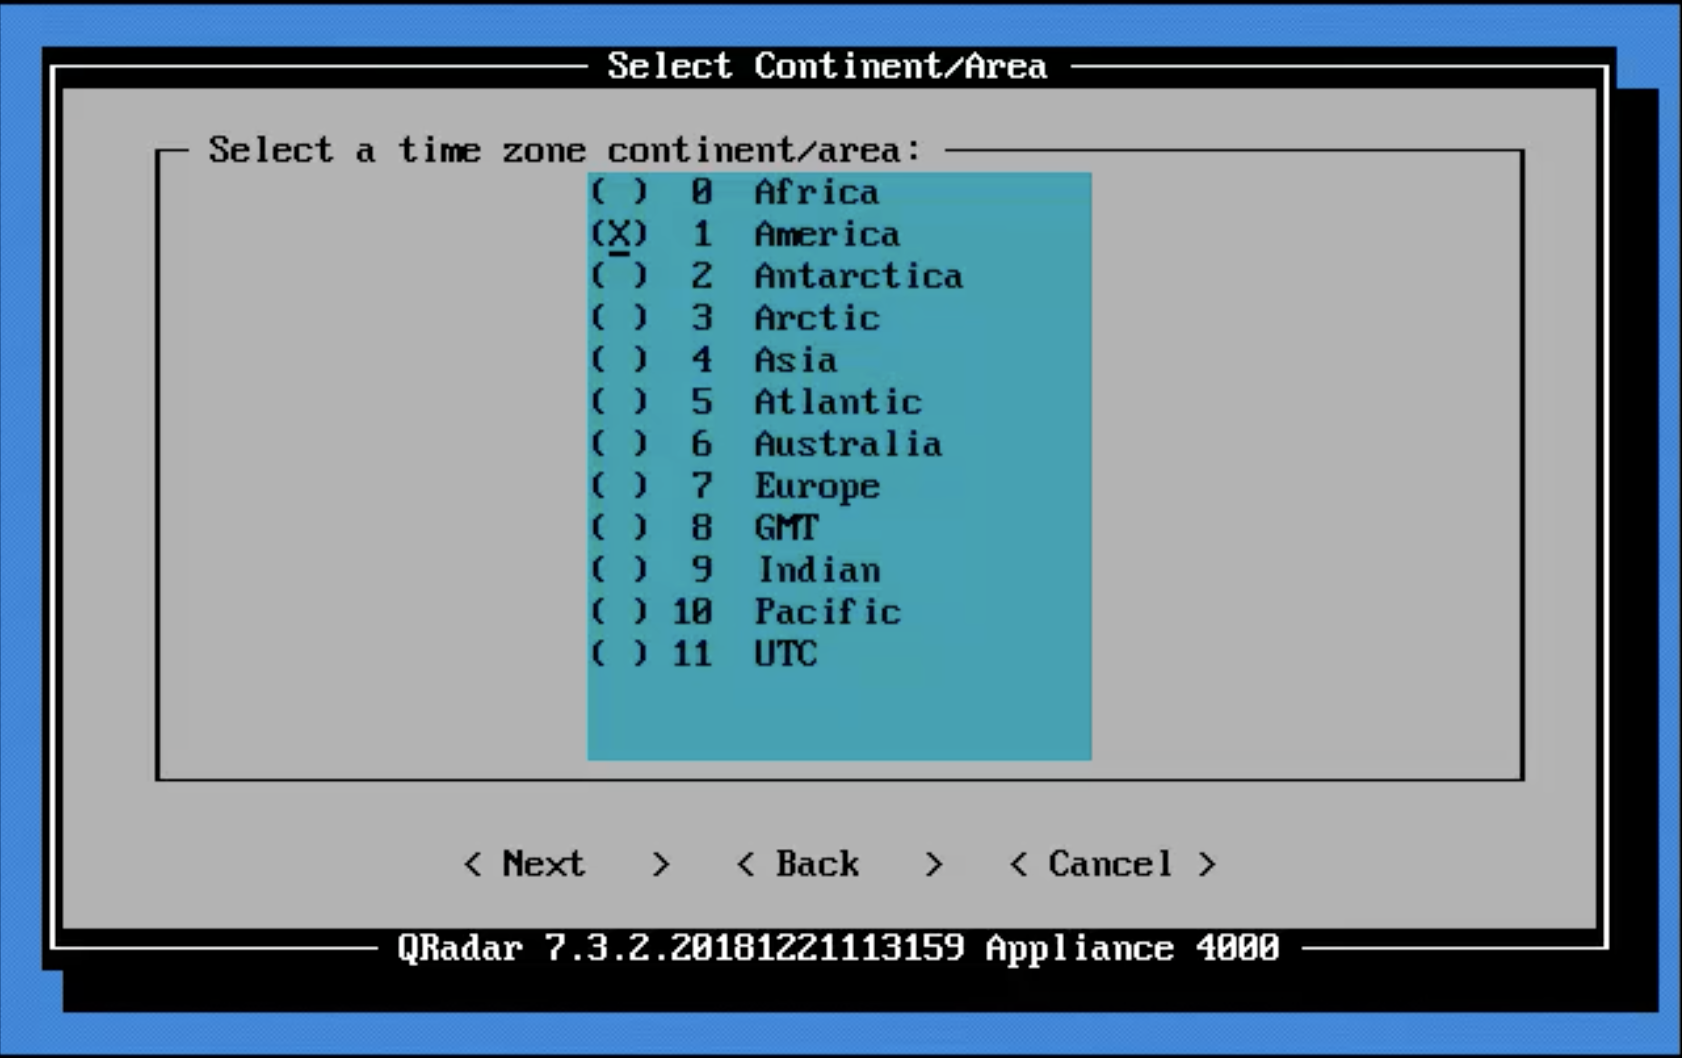 Select Continent/Area
Select a time zone continent/area:
( ) 0 Africa
(X) 1 America
( ) 2 Antarctica
( ) 3 Arctic
( ) 4 Asia
( ) 5 Atlantic
( ) 6 Australia
( ) 7 Europe
( ) 8 GMT
( ) 9 Indian
( ) 10 Pacific
( ) 11 UTC
< Next > < Back > < Cancel >
QRadar 7.3.2.20181221113159 Appliance 4000